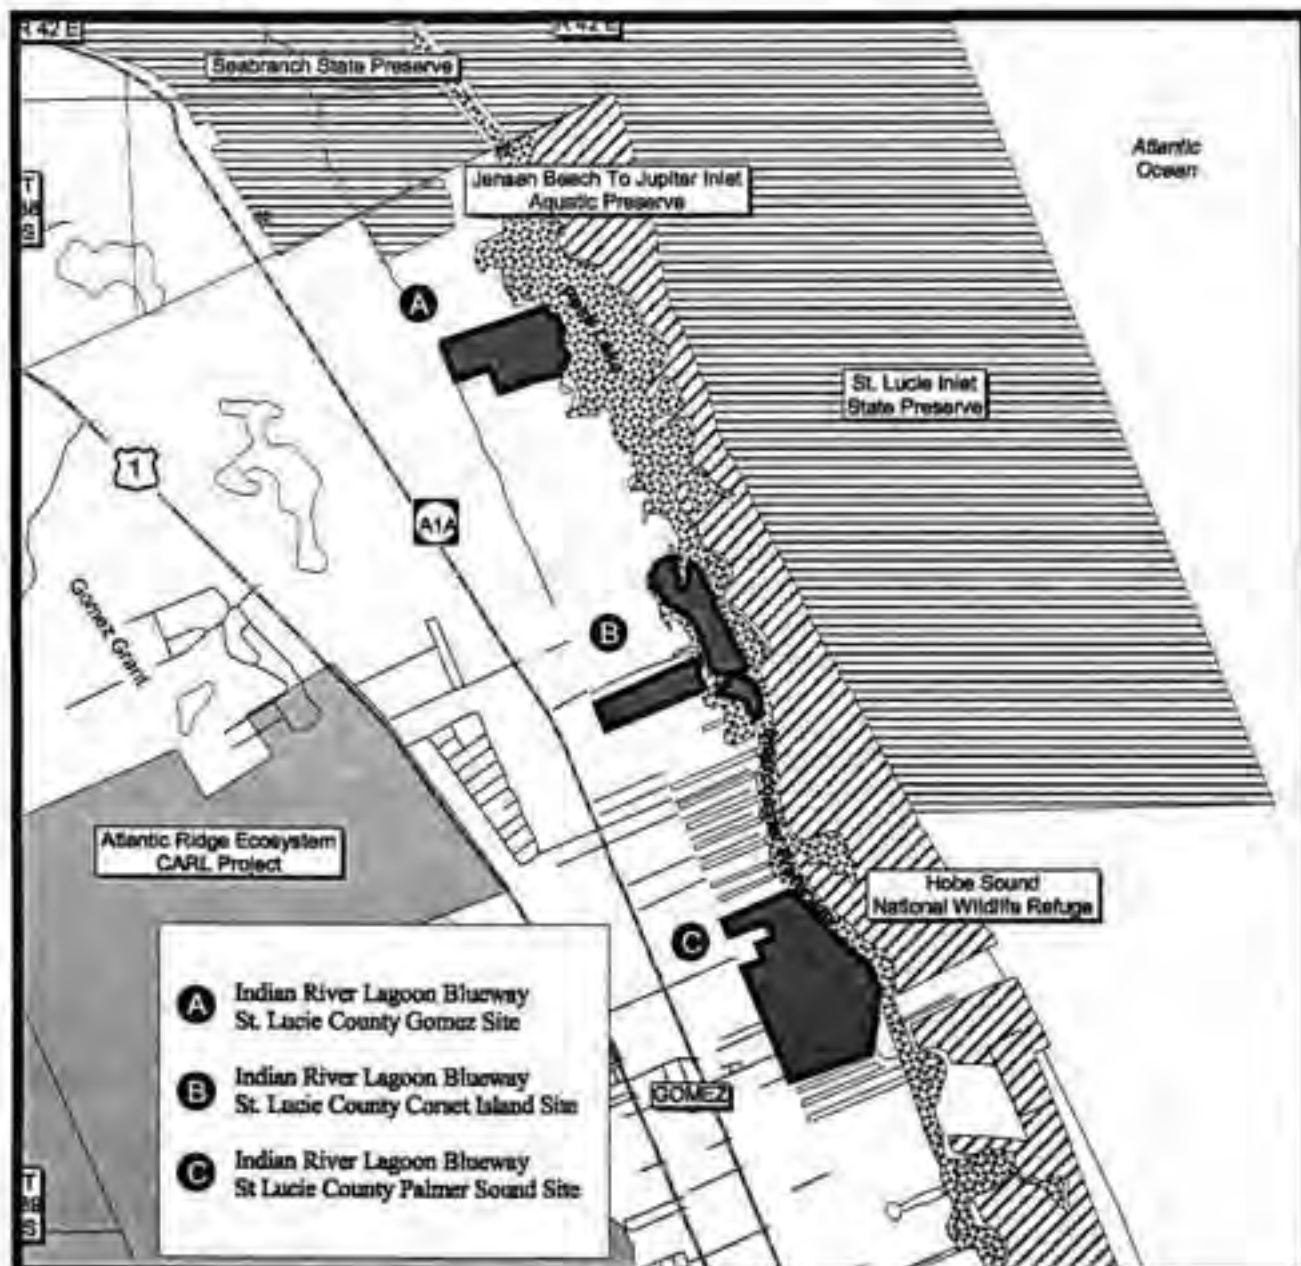 R 42 E
R 42 E
Seabranch State Preserve
Atlantic
Ocean
Jensen Beech To Jupiter Inlet
Aquatic Preserve
T
S
A
St. Lucie Inlet
State Preserve
1
A1A
Gomez Grant
B
Atlantic Ridge Ecosystem
CARL Project
Hobe Sound
National Wildlife Refuge
C
A Indian River Lagoon Blueway
St. Lucie County Gomez Site
B Indian River Lagoon Blueway
St. Lucie County Corset Island Site
C Indian River Lagoon Blueway
St Lucie County Palmer Sound Site
GOMEZ
T
S